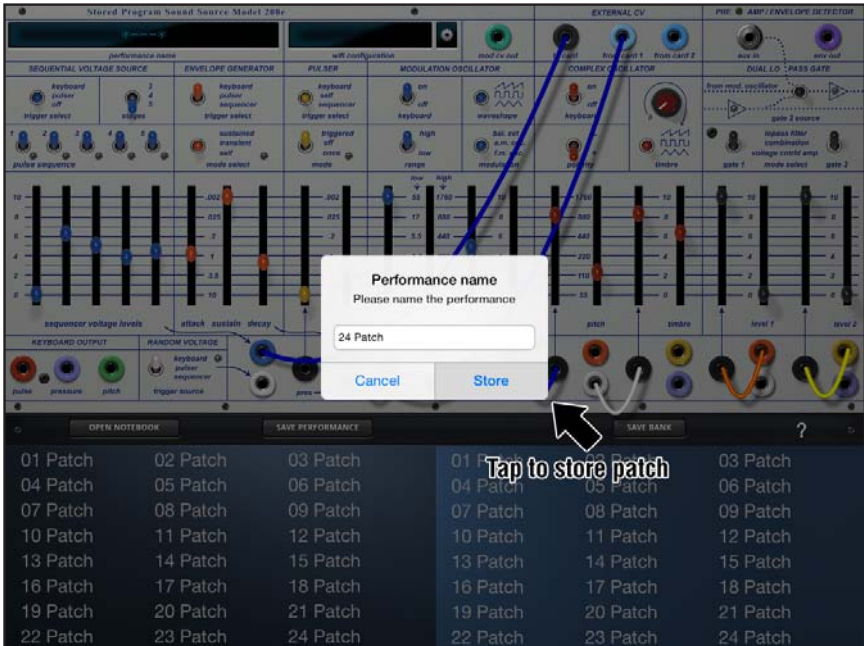 Stored Program Sound Source Model 208e
EXTERNAL CV
PRE AMP / ENVELOPE DETECTOR
performance name
wifi configuration
mod cv out
card
from card 1
from card 2
aux in
env out
SEQUENTIAL VOLTAGE SOURCE
ENVELOPE GENERATOR
PULSER
MODULATION OSCILLATOR
COMPLEX OSCILLATOR
DUAL LO PASS GATE
keyboard
pulser
off
trigger select
3
4
5
stages
keyboard
pulser
sequencer
trigger select
keyboard
self
sequencer
trigger select
on
off
keyboard
waveshape
on
off
keyboard
from mod. oscillator
gate 2 source
1 2 3 4 5
pulse sequence
sustained
transient
self
mode select
triggered
off
once
mode
high
low
range
modulation
polarity
timbre
lopass filter
combination
voltage cntrld amp
gate 1
mode select
gate 2
low high
sequencer voltage levels
attack
sustain
decay
pitch
timbre
level 1
level 2
KEYBOARD OUTPUT
RANDOM VOLTAGE
pulse
pressure
pitch
keyboard
pulser
sequencer
trigger source
Performance name
Please name the performance
24 Patch
Cancel
Store
OPEN NOTEBOOK
SAVE PERFORMANCE
SAVE BANK
?
Tap to store patch
01 Patch 02 Patch 03 Patch 01 03 Patch
04 Patch 05 Patch 06 Patch 04 Patch 05 Patch 06 Patch
07 Patch 08 Patch 09 Patch 07 Patch 08 Patch 09 Patch
10 Patch 11 Patch 12 Patch 10 Patch 11 Patch 12 Patch
13 Patch 14 Patch 15 Patch 13 Patch 14 Patch 15 Patch
16 Patch 17 Patch 18 Patch 16 Patch 17 Patch 18 Patch
19 Patch 20 Patch 21 Patch 19 Patch 20 Patch 21 Patch
22 Patch 23 Patch 24 Patch 22 Patch 23 Patch 24 Patch